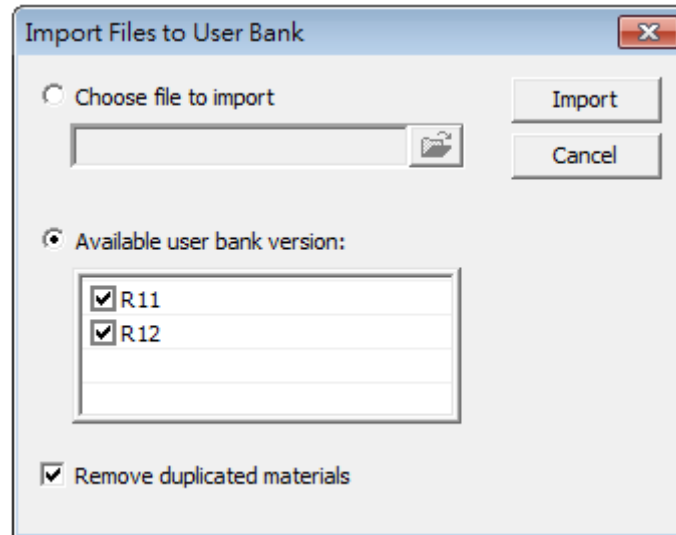 Import Files to User Bank
Choose file to import
Import
Cancel
Available user bank version:
R11
R12
Remove duplicated materials